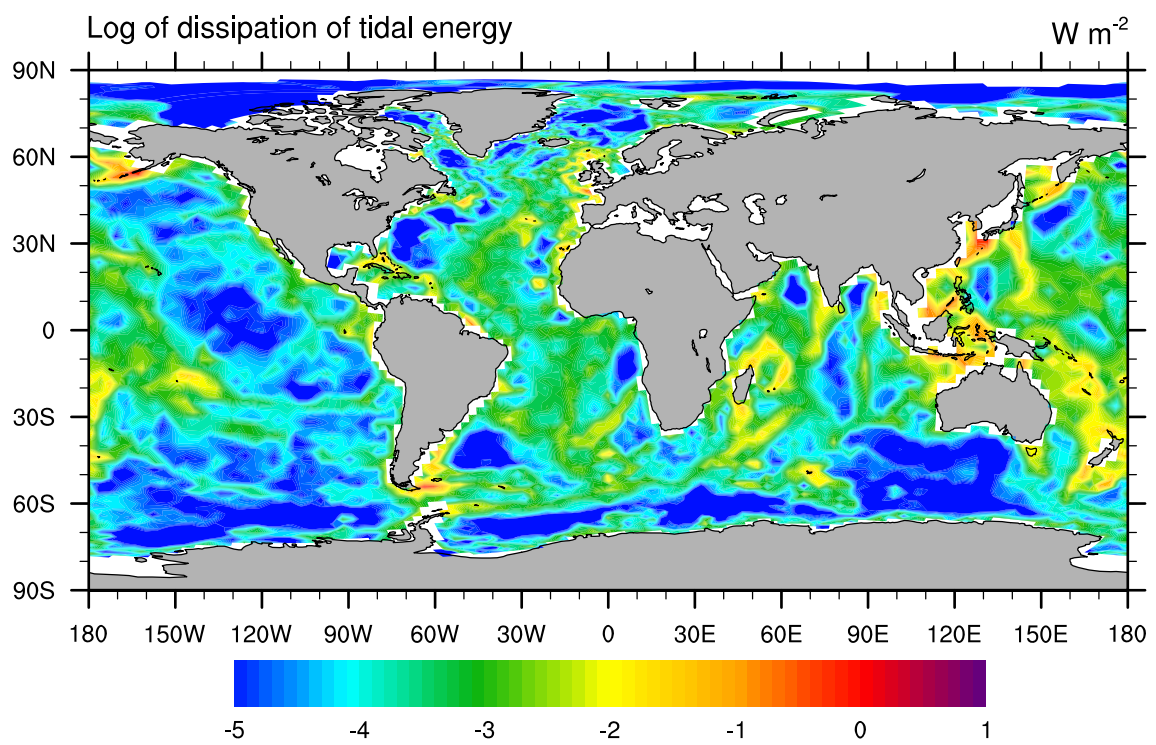 Log of dissipation of tidal energy W m-2
90N
60N
30N
0
30S
60S
90S
180 150W 120W 90W 60W 30W 0 30E 60E 90E 120E 150E 180
-5 -4 -3 -2 -1 0 1